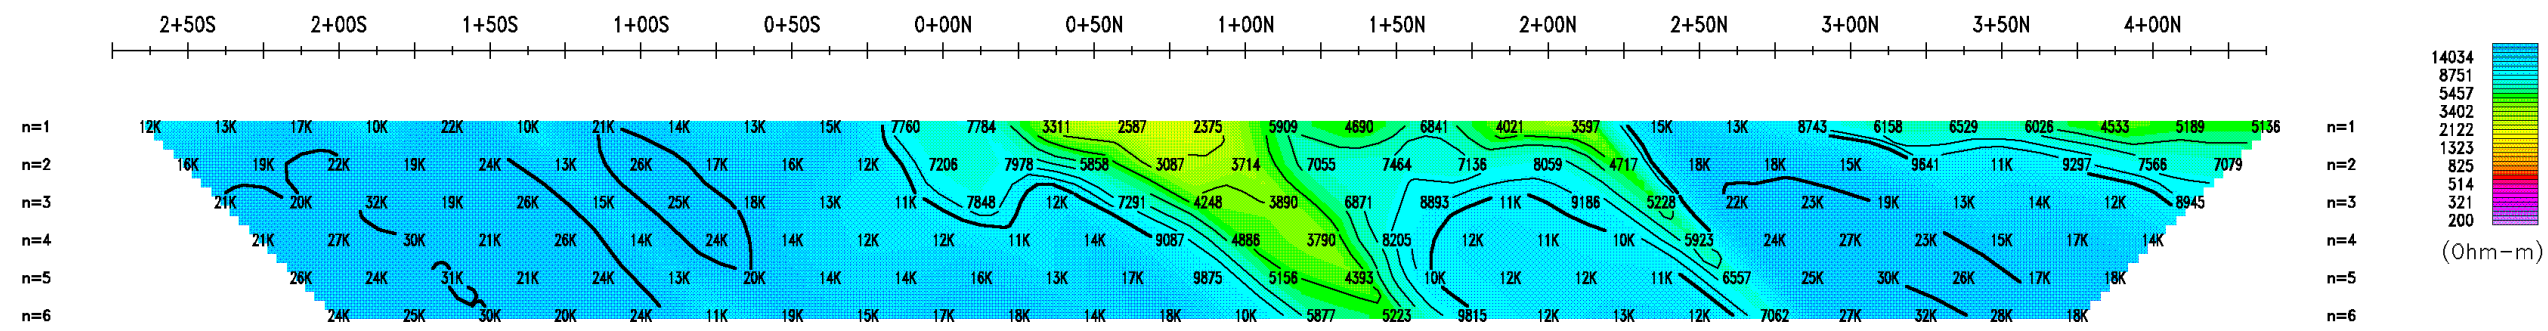 2+50S 2+00S 1+50S 1+00S 0+50S 0+00N 0+50N 1+00N 1+50N 2+00N 2+50N 3+00N 3+50N 4+00N
14034
8751
5457
3402
2122
1323
825
514
321
200
(Ohm-m)
n=1 12K 13K 17K 10K 22K 10K 21K 14K 13K 15K 7760 7784 3311 2587 2375 5909 4690 6841 4021 3597 15K 13K 8743 6158 6529 6026 4533 5189 5136 n=1
n=2 16K 19K 22K 19K 24K 13K 26K 17K 16K 12K 7206 7978 5858 3087 3714 7055 7464 7136 8059 4717 18K 18K 15K 9641 11K 9297 7566 7079 n=2
n=3 21K 20K 32K 19K 26K 15K 25K 18K 13K 11K 7848 12K 7291 4248 3890 6871 8893 11K 9186 5228 22K 23K 19K 13K 14K 12K 8945 n=3
n=4 21K 27K 30K 21K 26K 14K 24K 14K 12K 12K 11K 14K 9087 4886 3790 8205 12K 11K 10K 5923 24K 27K 23K 15K 17K 14K n=4
n=5 26K 24K 31K 21K 24K 13K 20K 14K 14K 16K 13K 17K 9875 5156 4393 10K 12K 12K 11K 6557 25K 30K 26K 17K 18K n=5
n=6 24K 25K 30K 20K 24K 11K 19K 15K 17K 18K 14K 18K 10K 5877 5223 9815 12K 13K 12K 7062 27K 32K 28K 18K n=6